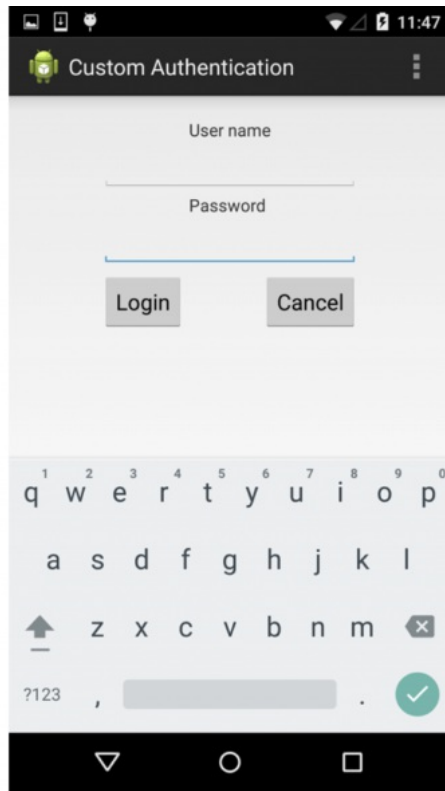 11:47
Custom Authentication
User name
Password
Login Cancel
1 2 3 4 5 6 7 8 9 0
q w e r t y u i o p
a s d f g h j k l
z x c v b n m
?123 , .